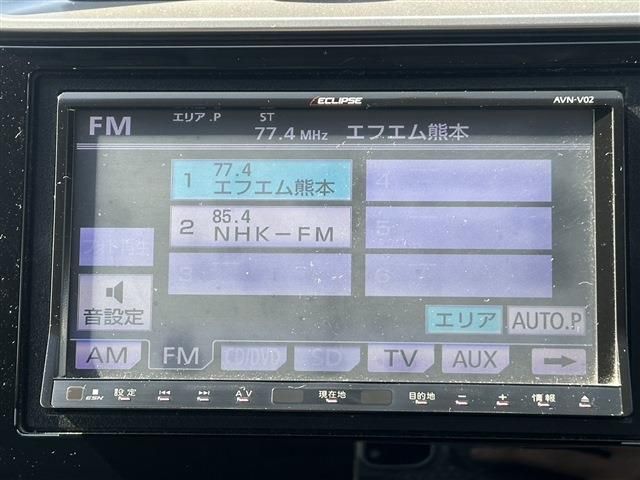 ECLIPSE AVN-V02
FM エリア.P ST 77.4 MHz エフエム熊本
1 77.4 エフエム熊本 4
2 85.4 NHK-FM 5
3 6
音設定
エリア AUTO.P
AM FM CD/DVD SD TV AUX
ESN 設定 AV 現在地 目的地 − + 情報